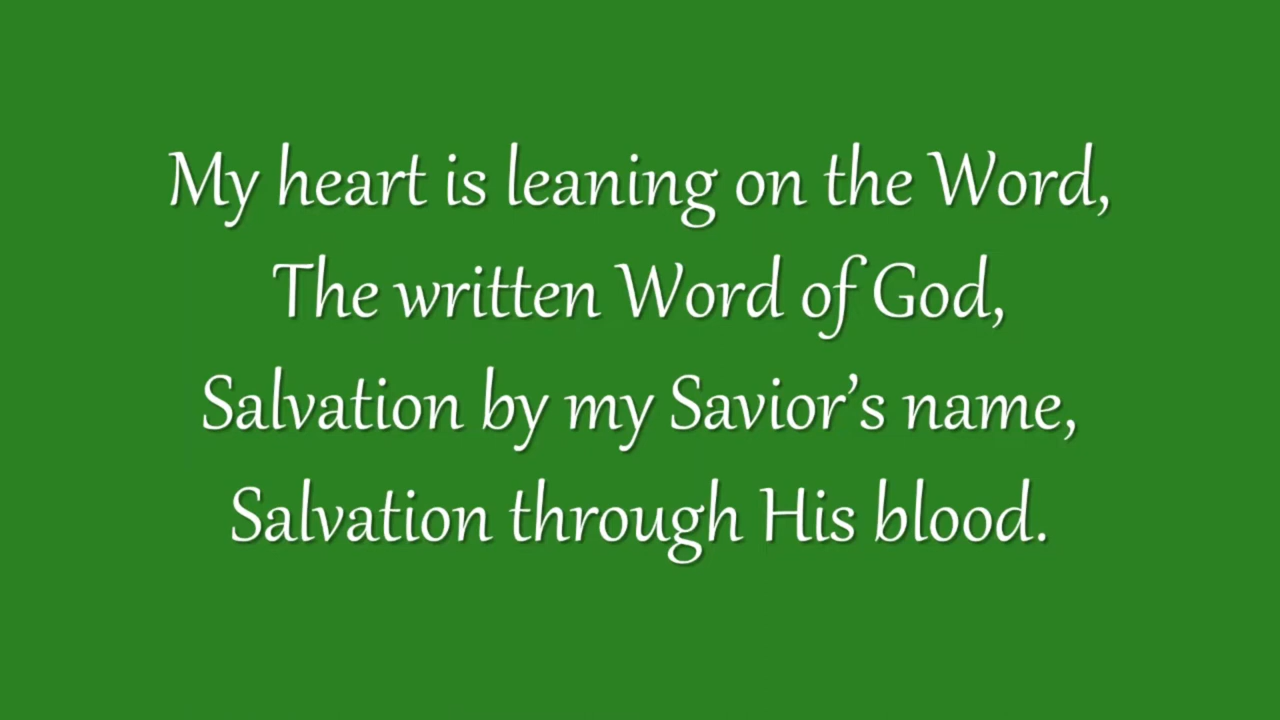 My heart is leaning on the Word,
The written Word of God,
Salvation by my Savior’s name,
Salvation through His blood.